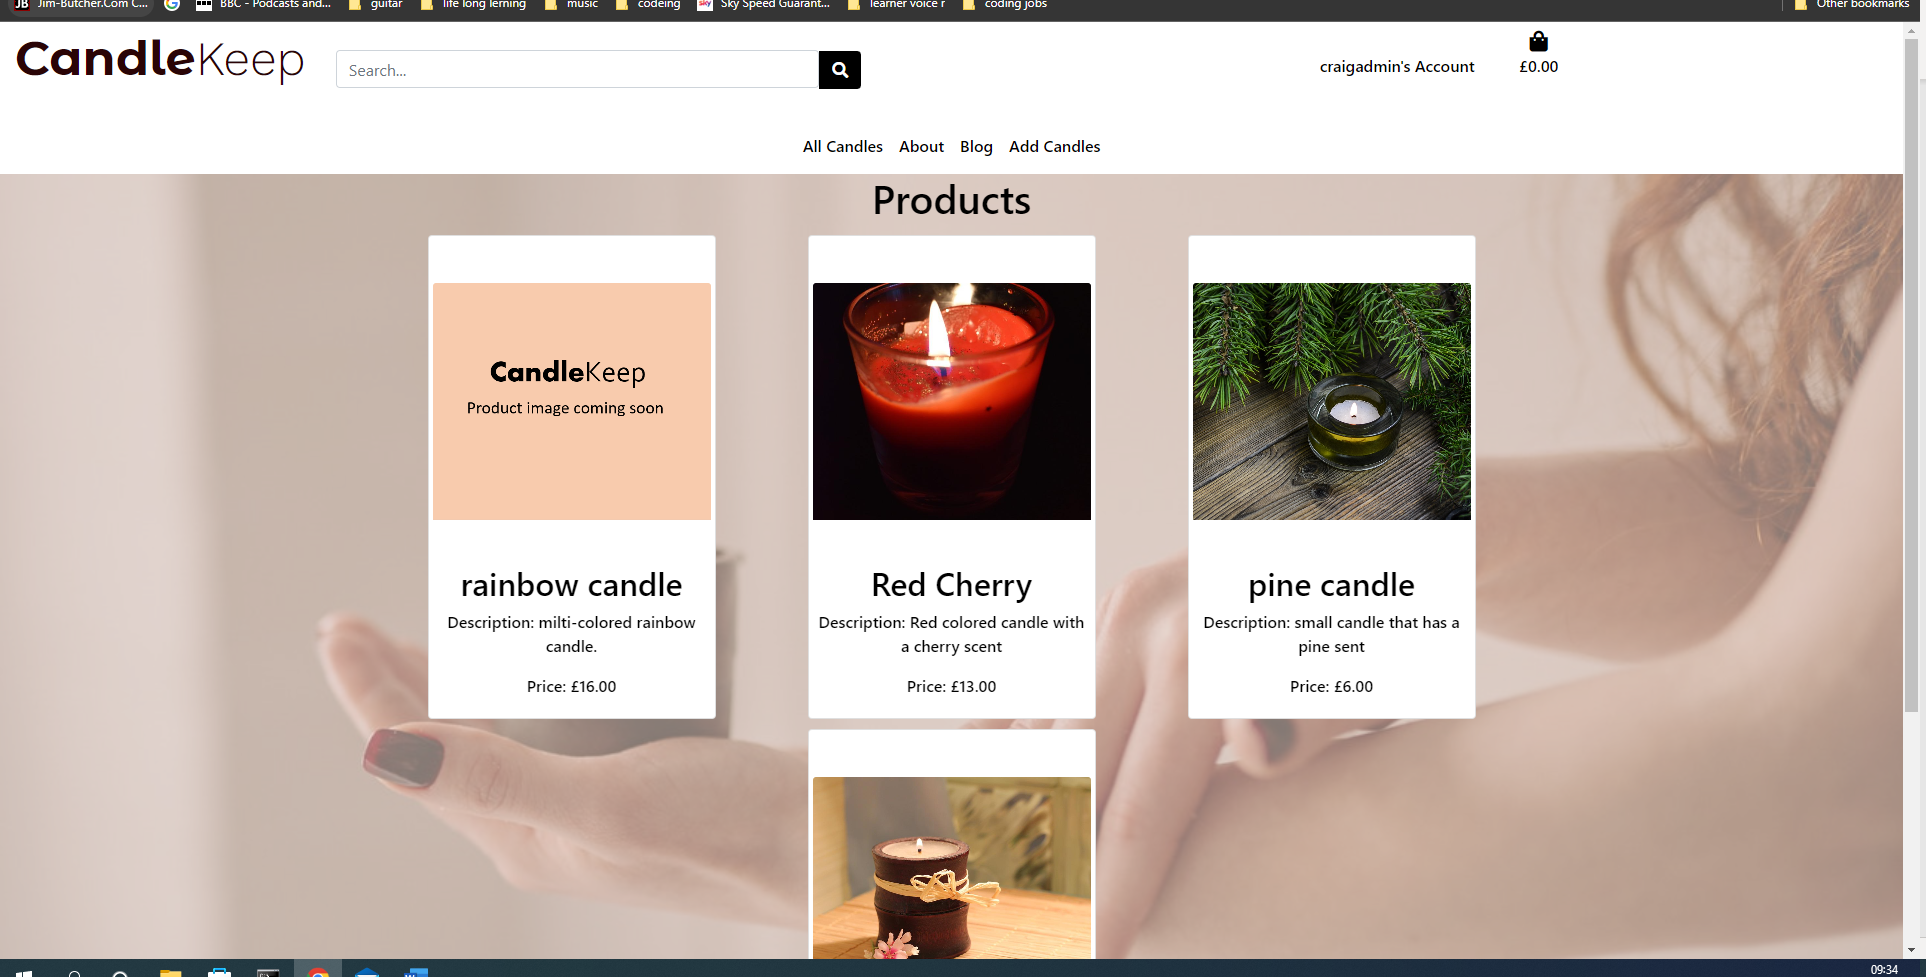 Jim-Butcher.Com C...
BBC - Podcasts and...
guitar
life long lerning
music
codeing
sky
Sky Speed Guarant...
learner voice r
coding jobs
Other bookmarks
CandleKeep
Search...
craigadmin's Account
£0.00
All Candles About Blog Add Candles
Products
CandleKeep
Product image coming soon
rainbow candle
Description: milti-colored rainbow
candle.
Price: £16.00
Red Cherry
Description: Red colored candle with
a cherry scent
Price: £13.00
pine candle
Description: small candle that has a
pine sent
Price: £6.00
09:34